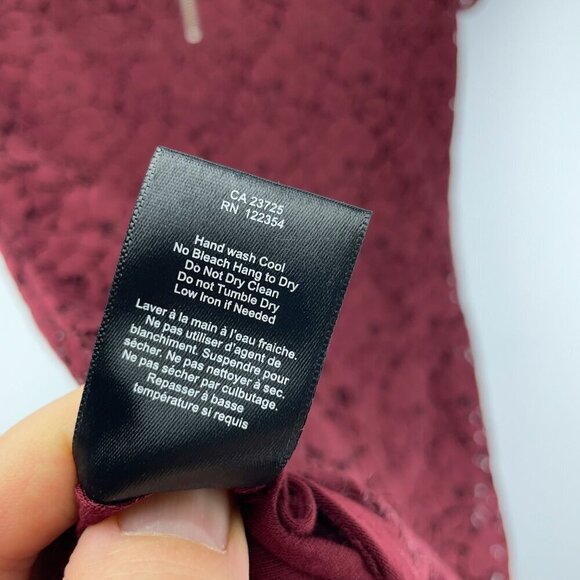 CA 23725
RN 122354
Hand wash Cool
No Bleach Hang to Dry
Do Not Dry Clean
Do not Tumble Dry
Low Iron if Needed
Laver à la main à l'eau fraiche.
Ne pas utiliser d'agent de
blanchiment. Suspendre pour
sécher. Ne pas nettoyer à sec.
Ne pas sécher par culbutage.
Repasser à basse
température si requis